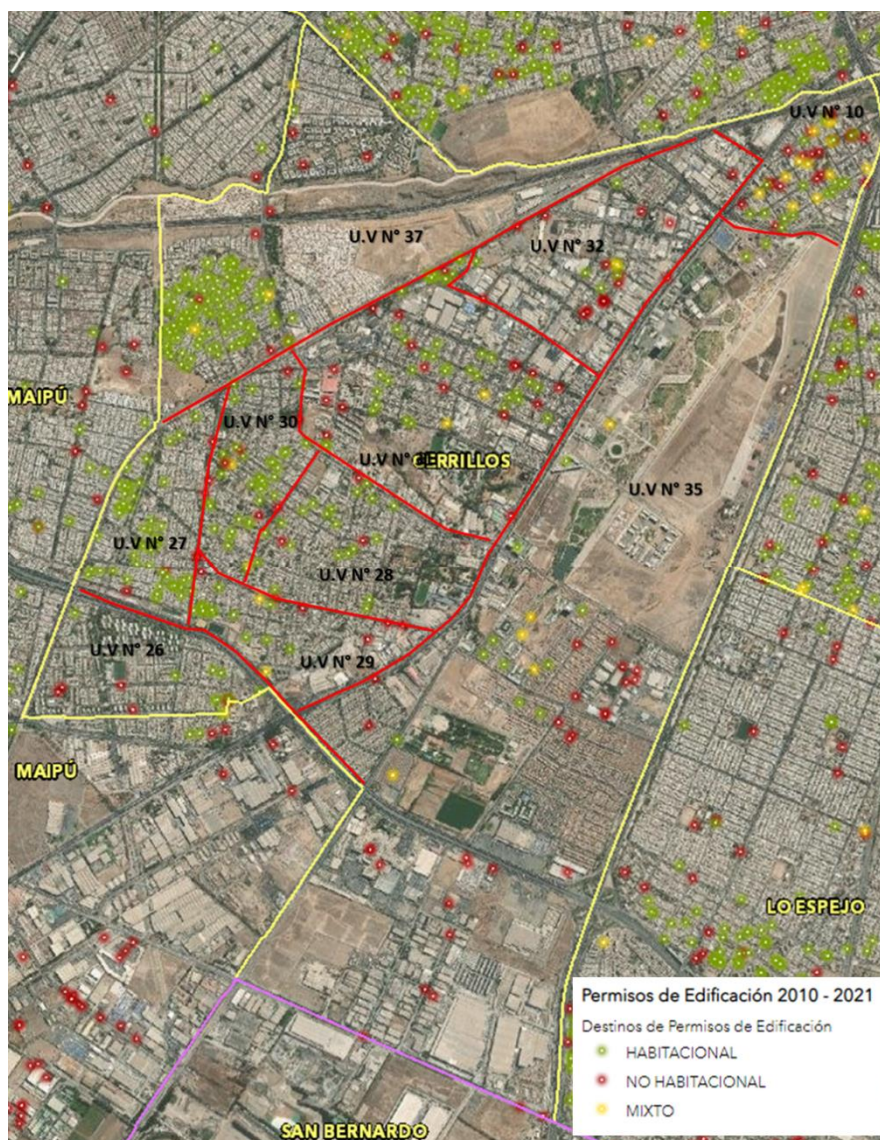 U.V N° 10
U.V N° 37
U.V N° 32
MAIPÚ
U.V N° 30
U.V N°
CERRILLOS
U.V N° 35
U.V N° 27
U.V N° 28
U.V N° 26
U.V N° 29
MAIPÚ
LO ESPEJO
Permisos de Edificación 2010 - 2021
Destinos de Permisos de Edificación
HABITACIONAL
NO HABITACIONAL
MIXTO
SAN BERNARDO